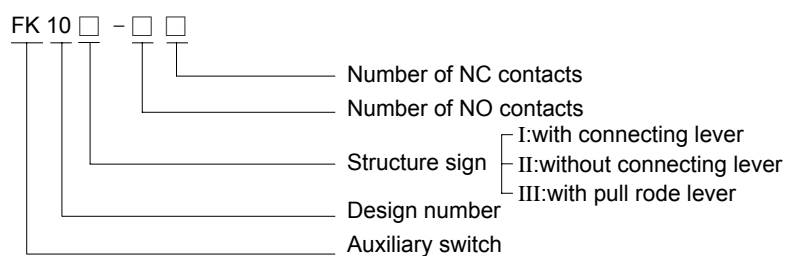 FK 10 □ - □ □
Number of NC contacts
Number of NO contacts
I:with connecting lever
Structure sign II:without connecting lever
III:with pull rode lever
Design number
Auxiliary switch